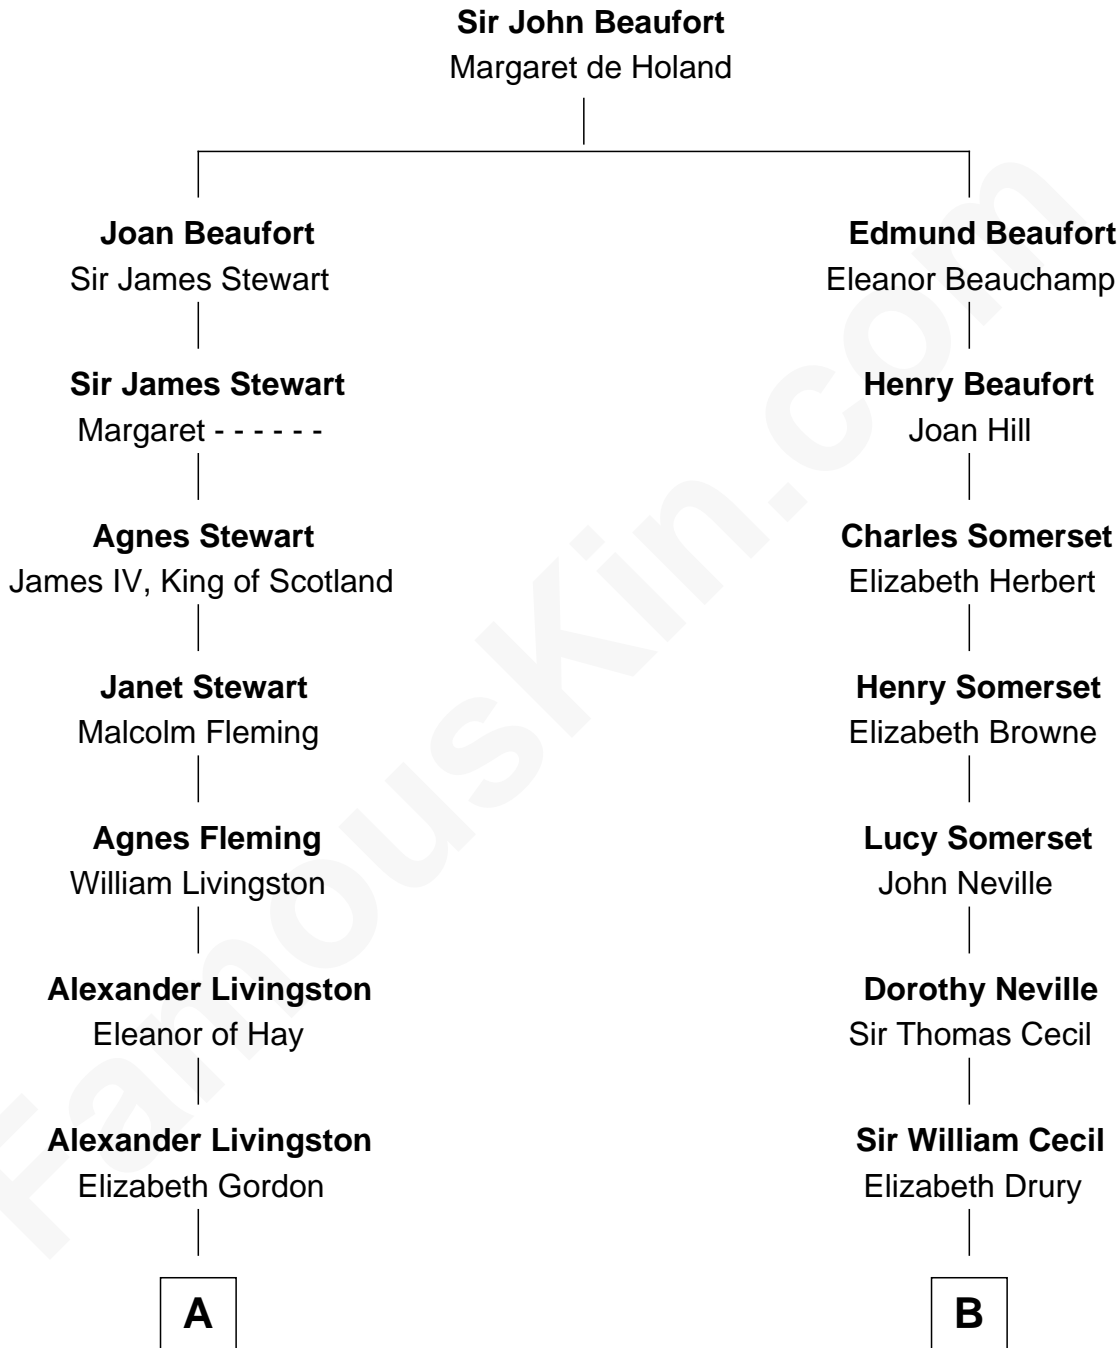 Sir John Beaufort
Margaret de Holand
Joan Beaufort
Sir James Stewart
Edmund Beaufort
Eleanor Beauchamp
Sir James Stewart
Margaret - - - - - -
Henry Beaufort
Joan Hill
Agnes Stewart
James IV, King of Scotland
Charles Somerset
Elizabeth Herbert
Janet Stewart
Malcolm Fleming
Henry Somerset
Elizabeth Browne
Agnes Fleming
William Livingston
Lucy Somerset
John Neville
Alexander Livingston
Eleanor of Hay
Dorothy Neville
Sir Thomas Cecil
Alexander Livingston
Elizabeth Gordon
Sir William Cecil
Elizabeth Drury
A
B
FamousKin.com